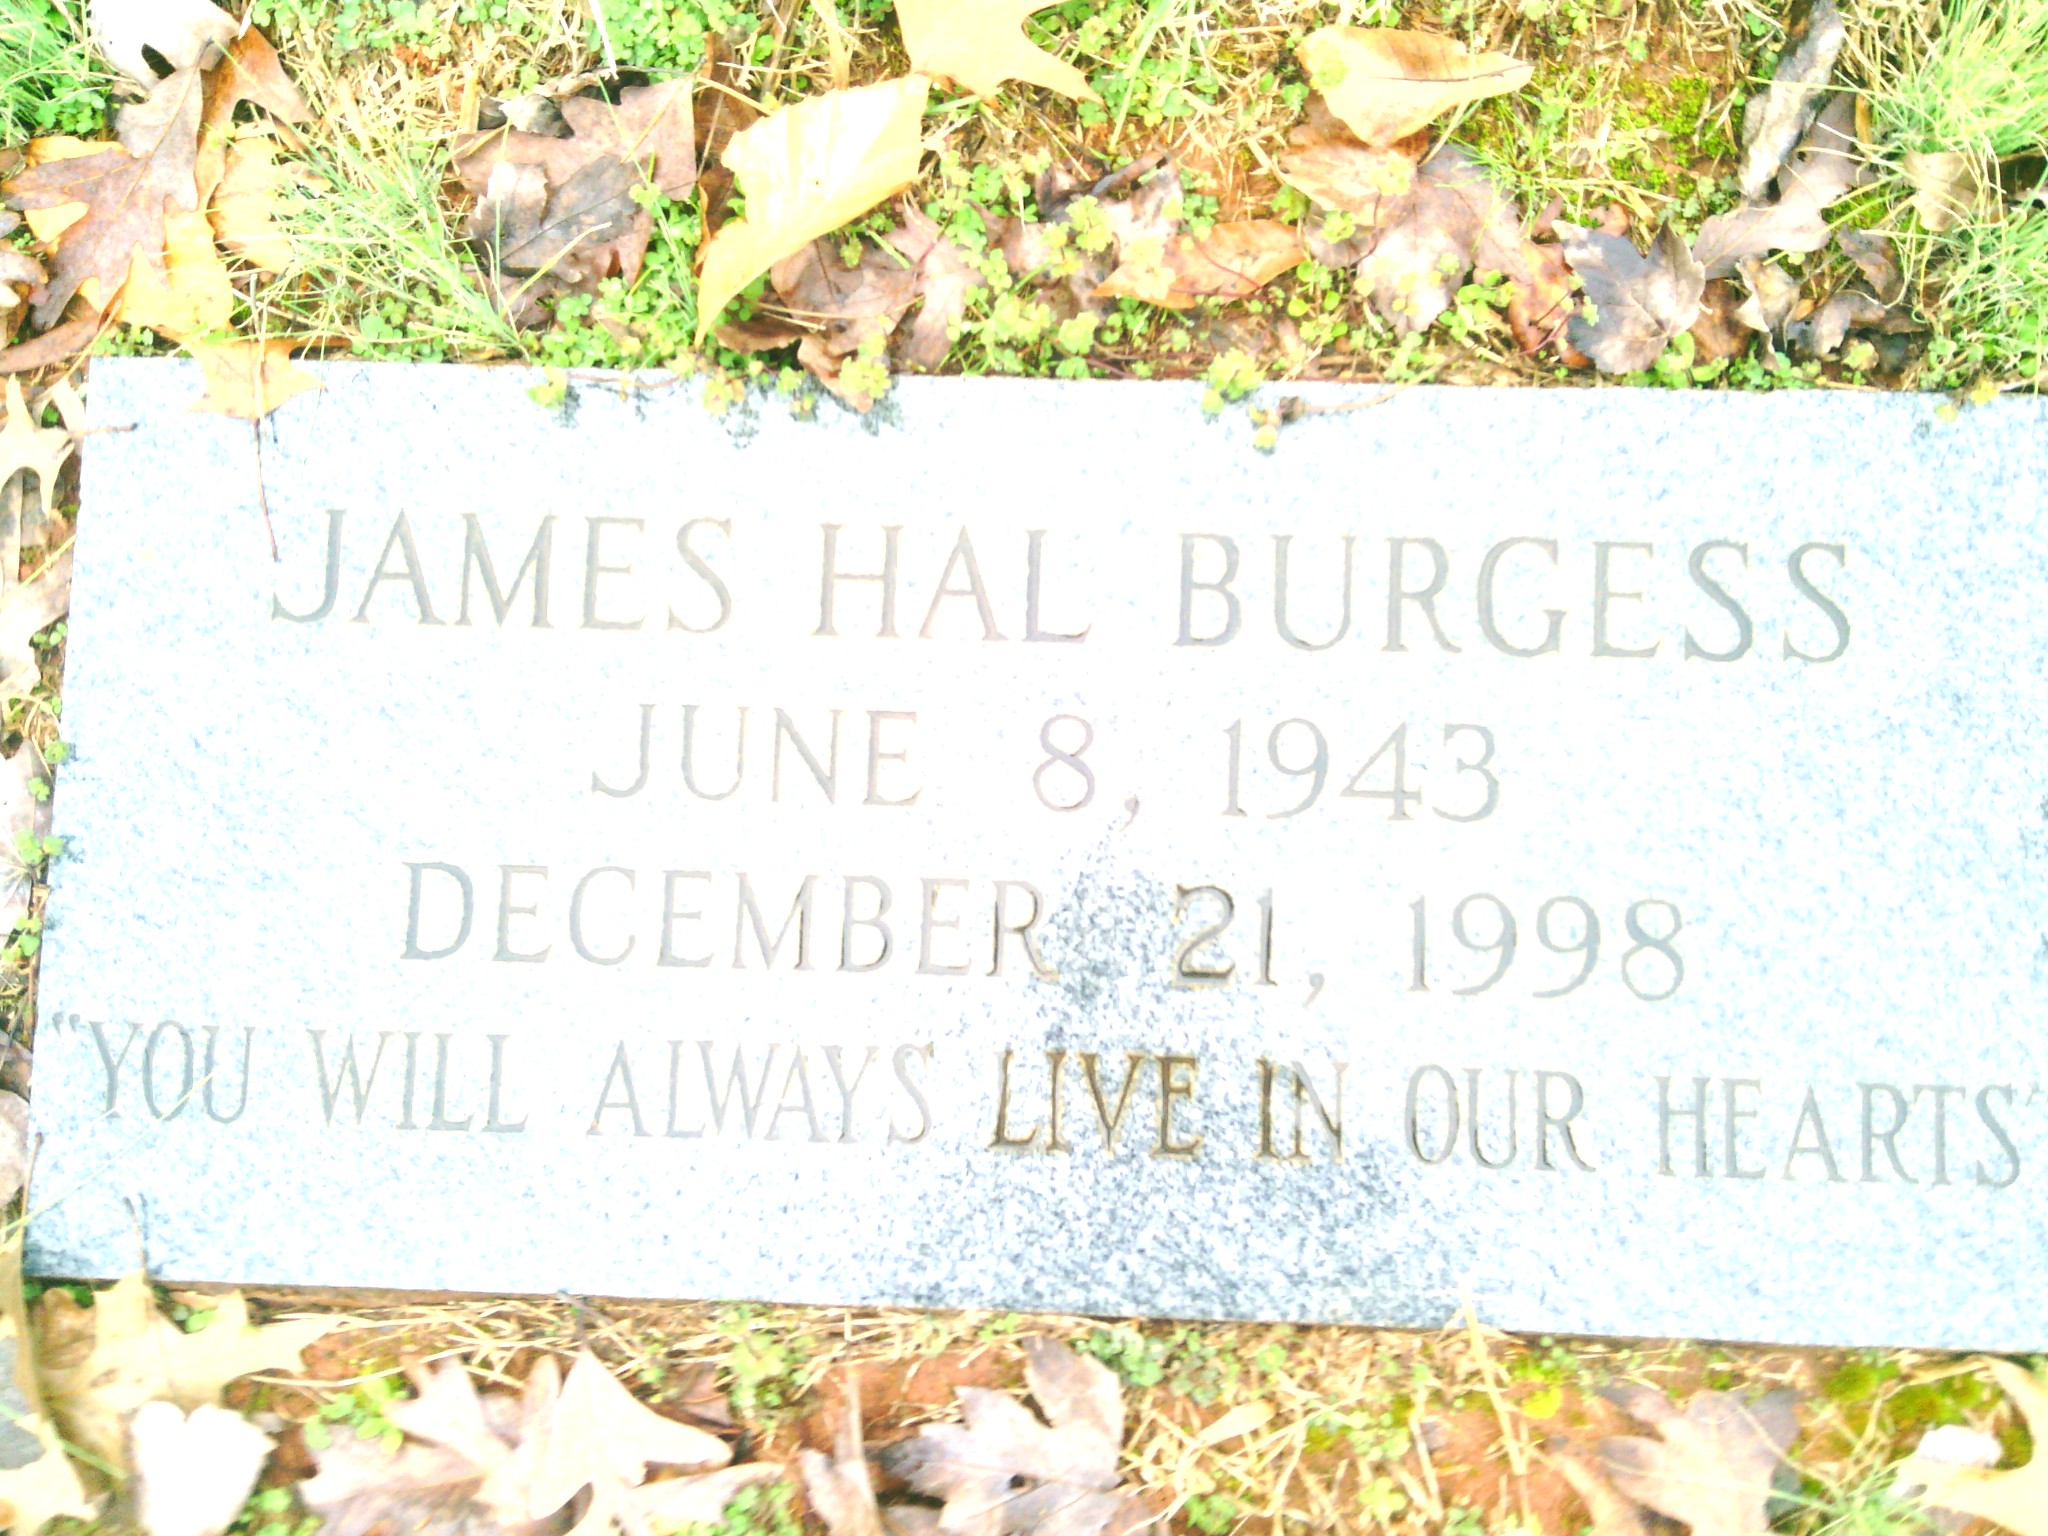 JAMES HAL BURGESS
JUNE 8, 1943
DECEMBER 21, 1998
"YOU WILL ALWAYS LIVE IN OUR HEARTS"